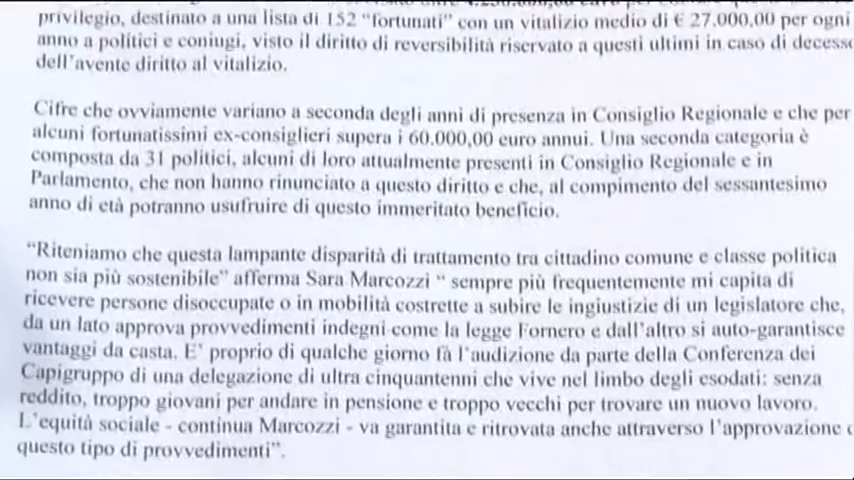 privilegio, destinato a una lista di 152 "fortunati" con un vitalizio medio di € 27.000,00 per ogni
anno a politici e coniugi, visto il diritto di reversibilità riservato a questi ultimi in caso di decesso
dell'avente diritto al vitalizio.
Cifre che ovviamente variano a seconda degli anni di presenza in Consiglio Regionale e che per
alcuni fortunatissimi ex-consiglieri supera i 60.000,00 euro annui. Una seconda categoria è
composta da 31 politici, alcuni di loro attualmente presenti in Consiglio Regionale e in
Parlamento, che non hanno rinunciato a questo diritto e che, al compimento del sessantesimo
anno di età potranno usufruire di questo immeritato beneficio.
"Riteniamo che questa lampante disparità di trattamento tra cittadino comune e classe politica
non sia più sostenibile" afferma Sara Marcozzi " sempre più frequentemente mi capita di
ricevere persone disoccupate o in mobilità costrette a subire le ingiustizie di un legislatore che,
da un lato approva provvedimenti indegni come la legge Fornero e dall'altro si auto-garantisce
vantaggi da casta. E' proprio di qualche giorno fà l'audizione da parte della Conferenza dei
Capigruppo di una delegazione di ultra cinquantenni che vive nel limbo degli esodati: senza
reddito, troppo giovani per andare in pensione e troppo vecchi per trovare un nuovo lavoro.
L'equità sociale - continua Marcozzi - va garantita e ritrovata anche attraverso l'approvazione
questo tipo di provvedimenti".